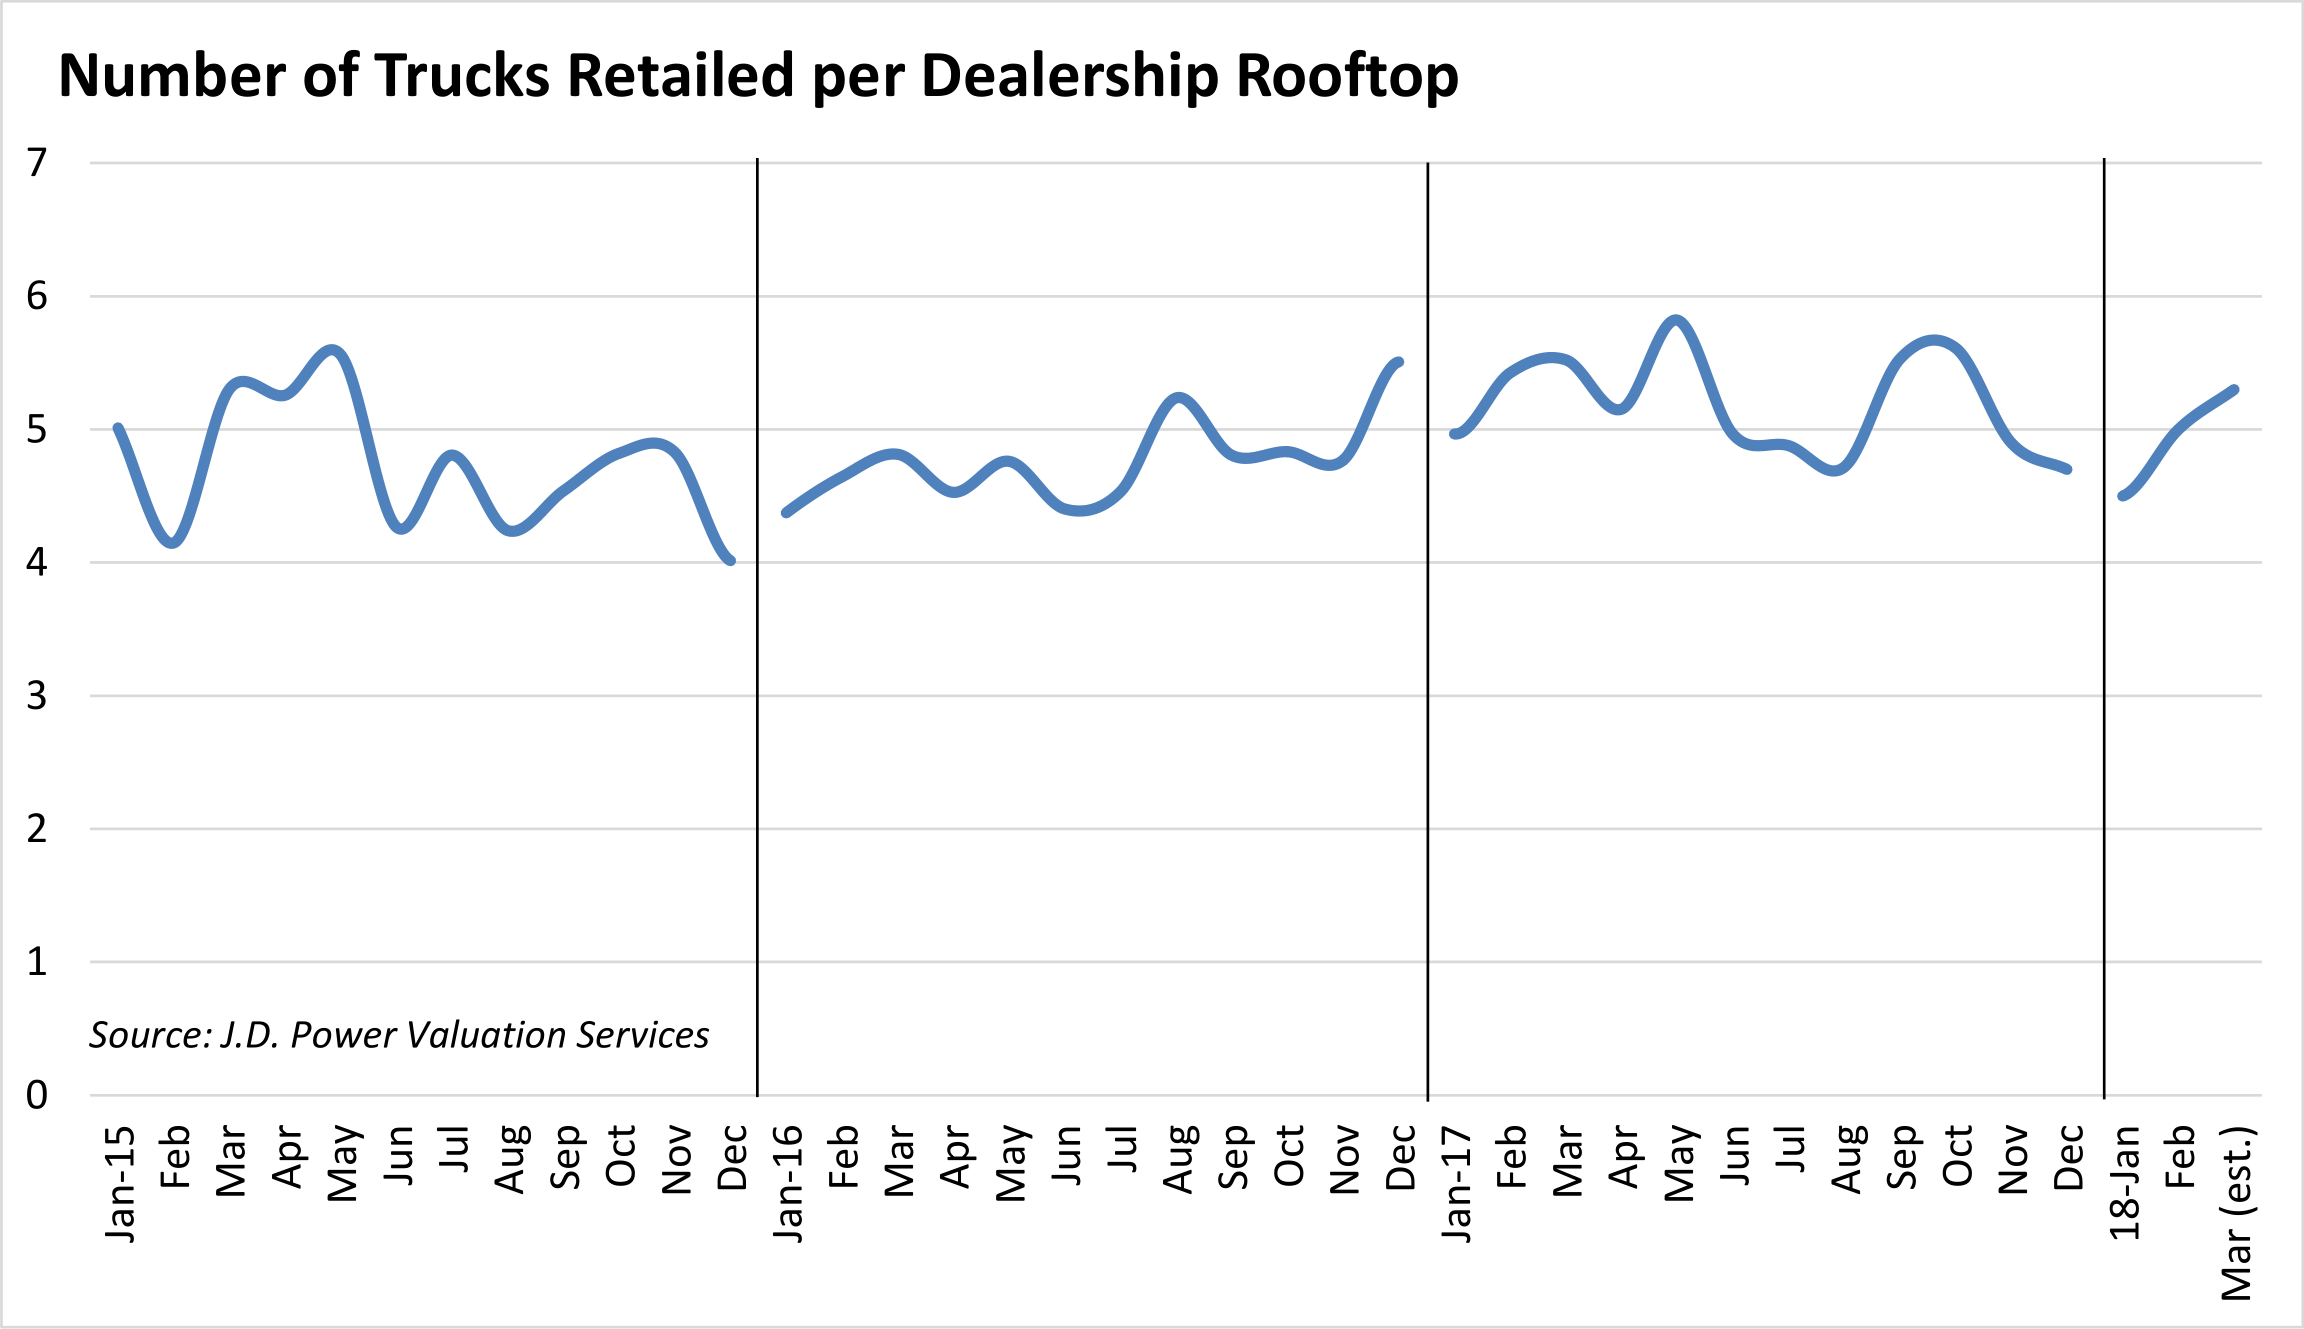 Number of Trucks Retailed per Dealership Rooftop
7
6
5
4
3
2
1
0
Source: J.D. Power Valuation Services
Jan-15
Feb
Mar
Apr
May
Jun
Jul
Aug
Sep
Oct
Nov
Dec
Jan-16
Feb
Mar
Apr
May
Jun
Jul
Aug
Sep
Oct
Nov
Dec
Jan-17
Feb
Mar
Apr
May
Jun
Jul
Aug
Sep
Oct
Nov
Dec
18-Jan
Feb
Mar (est.)